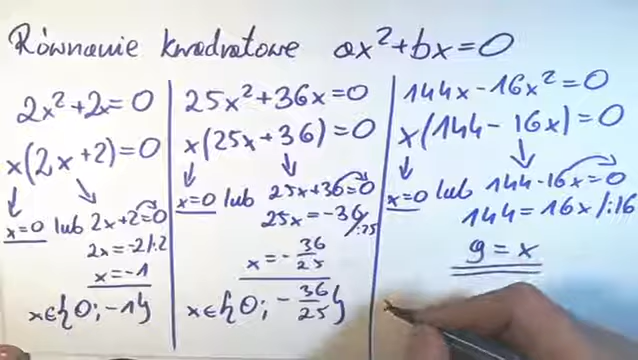 Równanie kwadratowe ax²+bx=0
2x²+2x=0
x(2x+2)=0
x=0 lub 2x+2=0
2x=-2/:2
x=-1
x∈{0;-1}
25x²+36x=0
x(25x+36)=0
x=0 lub 25x+36=0
25x=-36/:25
x=-36/25
x∈{0;-36/25}
144x-16x²=0
x(144-16x)=0
x=0 lub 144-16x=0
144=16x/:16
9=x